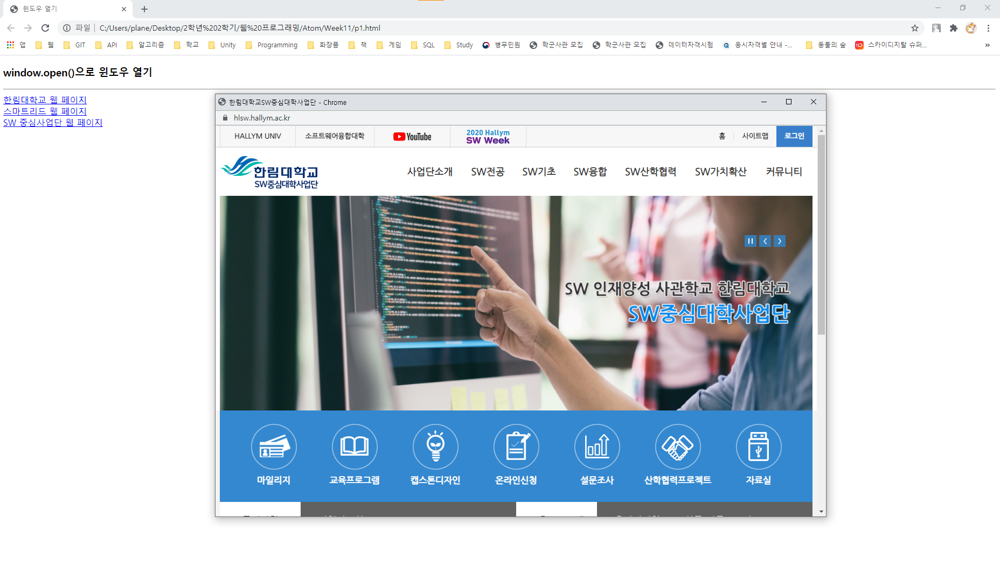 윈도우 열기
파일 C:/Users/plane/Desktop/2학년%202학기/웹%20프로그래밍/Atom/Week11/p1.html
앱 웹 GIT API 알고리즘 학교 Unity Programming 화장품 책 게임 SQL Study 병무민원 학군사관 모집 학군사관 모집 데이터자격시험 응시자격별 안내 -... 동물의 숲 스카이디지탈 슈퍼...
window.open()으로 윈도우 열기
한림대학교 웹 페이지
스마트리드 웹 페이지
SW 중심사업단 웹 페이지
한림대학교SW중심대학사업단 - Chrome
hlsw.hallym.ac.kr
HALLYM UNIV 소프트웨어융합대학 YouTube 2020 Hallym SW Week 홈 사이트맵 로그인
한림대학교
SW중심대학사업단
사업단소개 SW전공 SW기초 SW융합 SW산학협력 SW가치확산 커뮤니티
SW 인재양성 사관학교 한림대학교
SW중심대학사업단
마일리지 교육프로그램 캡스톤디자인 온라인신청 설문조사 산학협력프로젝트 자료실